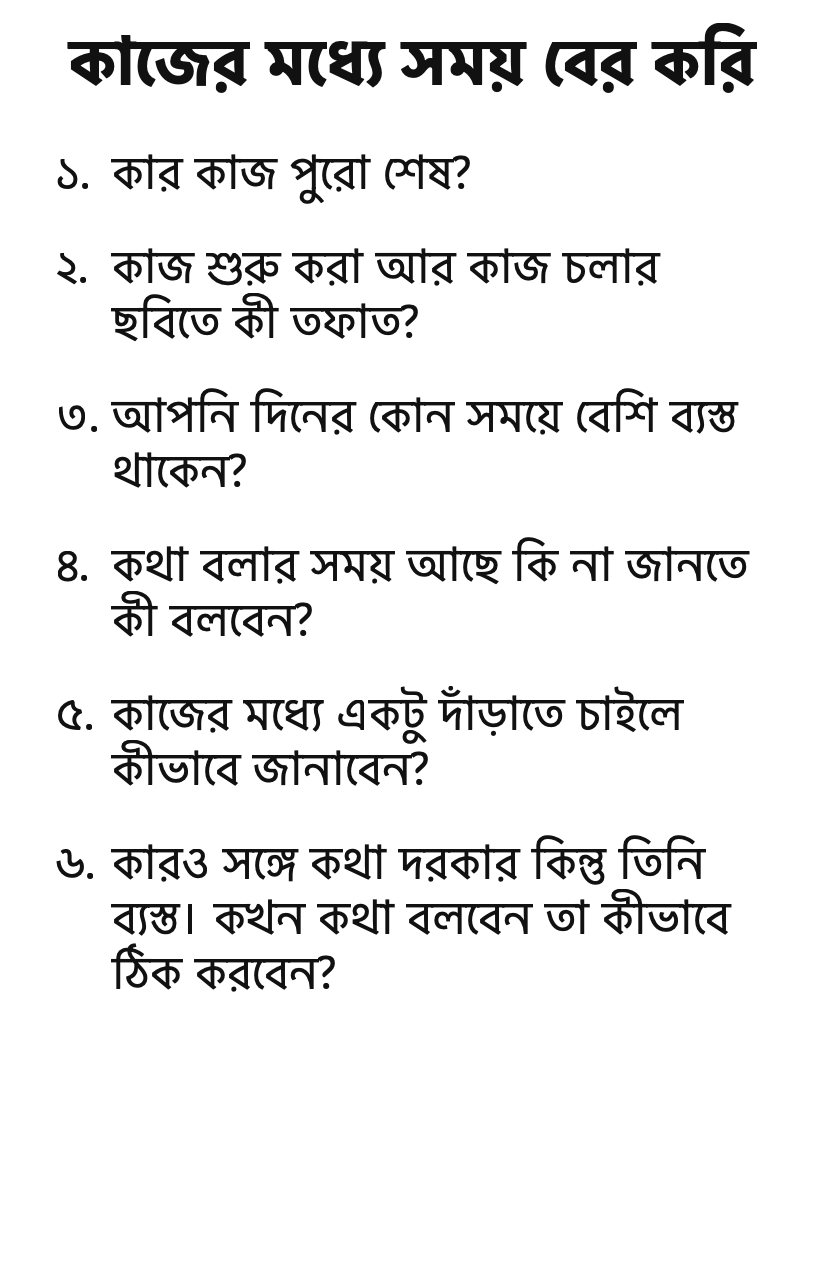 কাজের মধ্যে সময় বের করি
১. কার কাজ পুরো শেষ?
২. কাজ শুরু করা আর কাজ চলার
ছবিতে কী তফাত?
৩. আপনি দিনের কোন সময়ে বেশি ব্যস্ত
থাকেন?
৪. কথা বলার সময় আছে কি না জানতে
কী বলবেন?
৫. কাজের মধ্যে একটু দাঁড়াতে চাইলে
কীভাবে জানাবেন?
৬. কারও সঙ্গে কথা দরকার কিন্তু তিনি
ব্যস্ত। কখন কথা বলবেন তা কীভাবে
ঠিক করবেন?